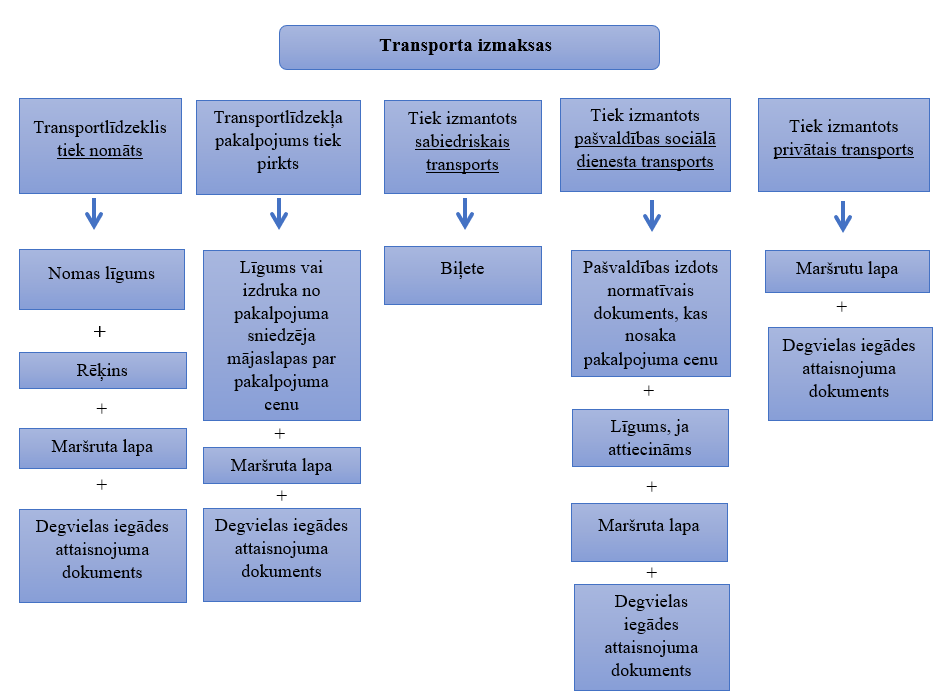 Transporta izmaksas
Transportlīdzeklis
tiek nomāts
Nomas līgums
+
Rēķins
+
Maršruta lapa
+
Degvielas iegādes
attaisnojuma
dokuments
Transportlīdzekļa
pakalpojums tiek
pirkts
Līgums vai
izdruka no
pakalpojuma
sniedzēja
mājaslapas par
pakalpojuma
cenu
+
Maršruta lapa
+
Degvielas iegādes
attaisnojuma
dokuments
Tiek izmantots
sabiedriskais
transports
Biļete
Tiek izmantots
pašvaldības sociālā
dienesta transports
Pašvaldības izdots
normatīvais
dokuments, kas
nosaka
pakalpojuma cenu
+
Līgums, ja
attiecināms
+
Maršruta lapa
+
Degvielas
iegādes
attaisnojuma
dokuments
Tiek izmantots
privātais transports
Maršrutu lapa
+
Degvielas iegādes
attaisnojuma
dokuments